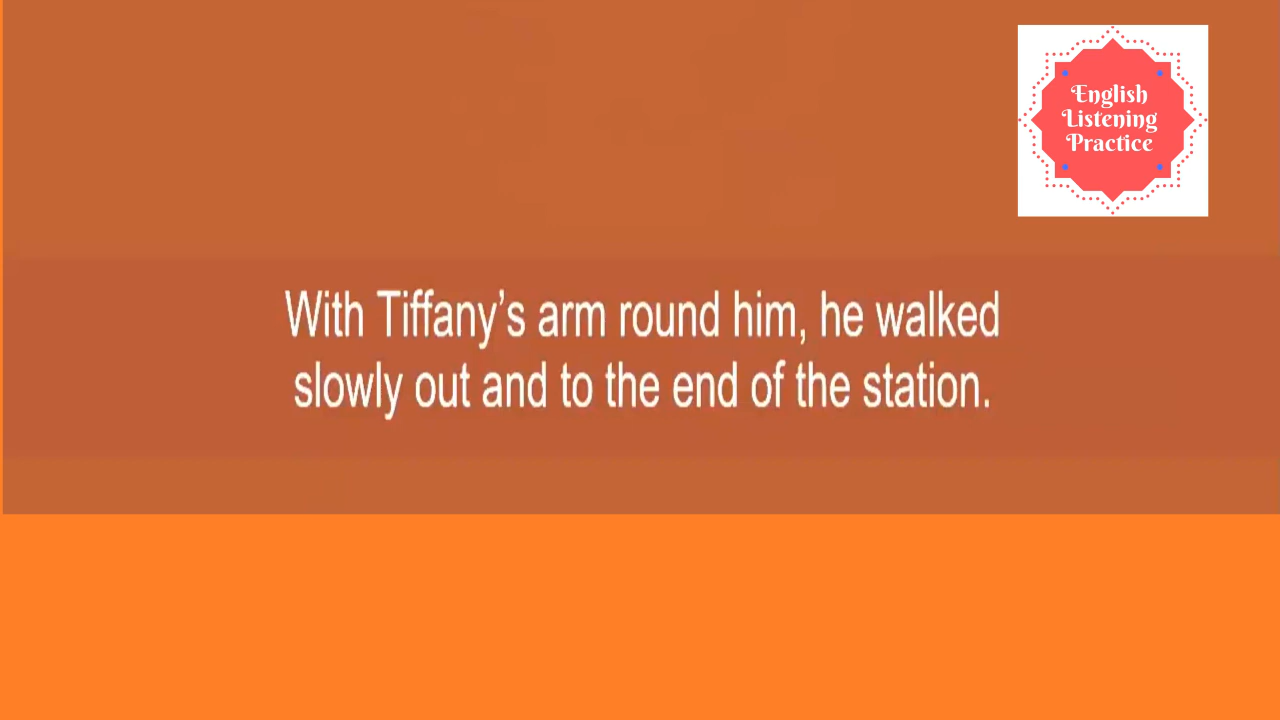 English
Listening
Practice
With Tiffany’s arm round him, he walked
slowly out and to the end of the station.